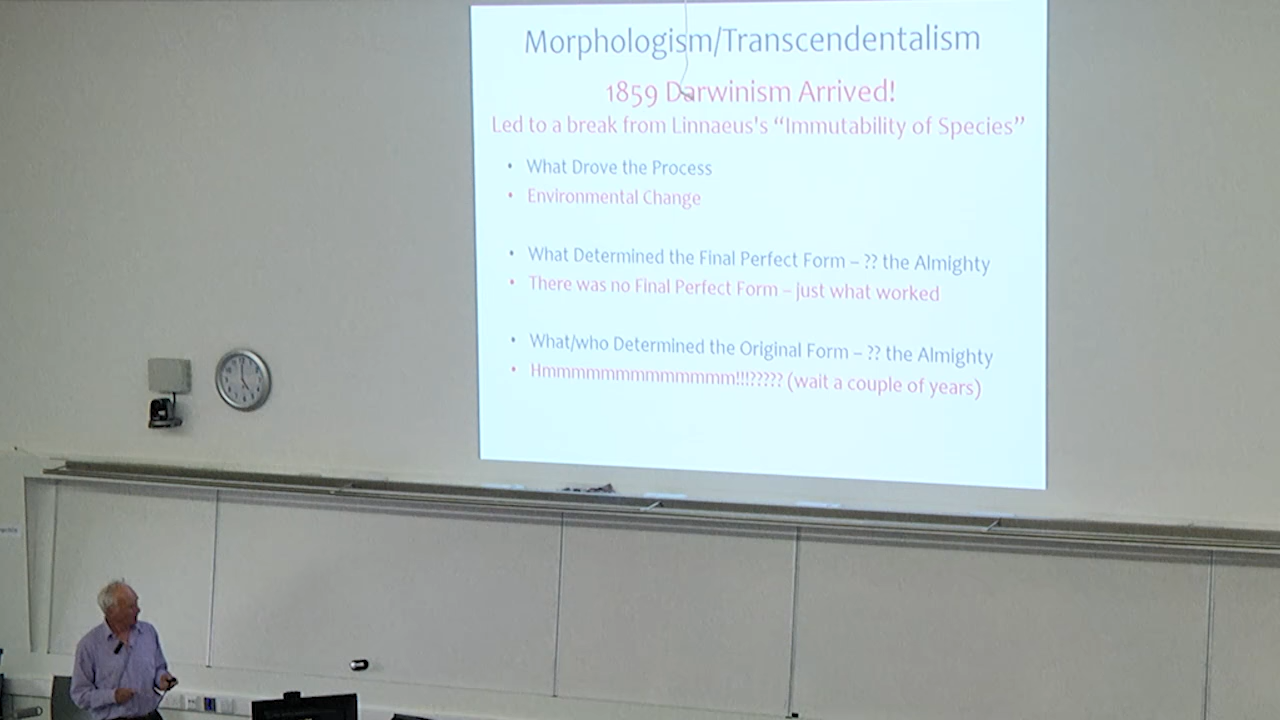 Morphologism/Transcendentalism
1859 Darwinism Arrived!
Led to a break from Linnaeus's “Immutability of Species”
• What Drove the Process
• Environmental Change
• What Determined the Final Perfect Form – ?? the Almighty
• There was no Final Perfect Form – just what worked
• What/who Determined the Original Form – ?? the Almighty
• Hmmmmmmmmmmmmm!!!????? (wait a couple of years)